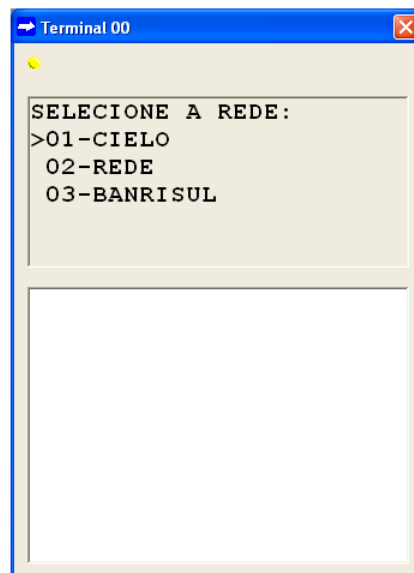 Terminal 00
SELECIONE A REDE:
>01-CIELO
02-REDE
03-BANRISUL